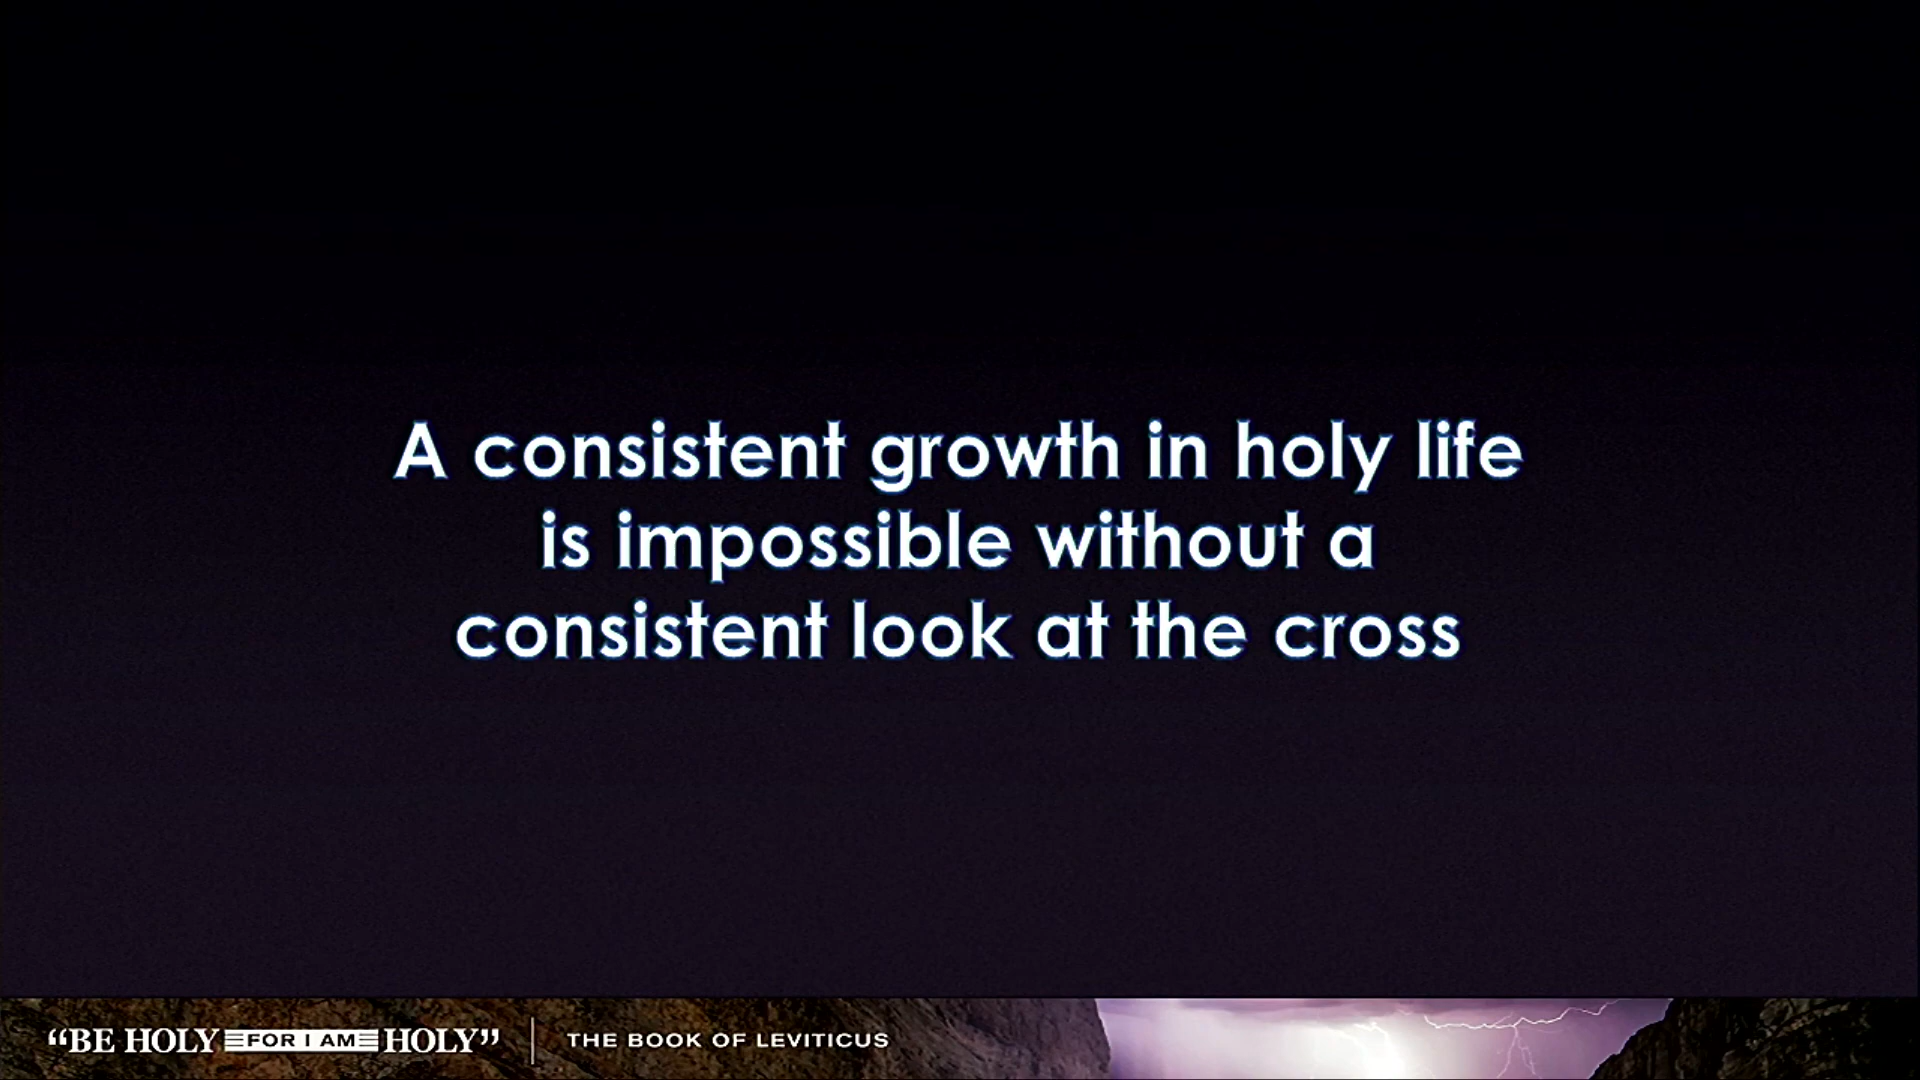 A consistent growth in holy life
is impossible without a
consistent look at the cross
“BE HOLY FOR I AM HOLY” | THE BOOK OF LEVITICUS